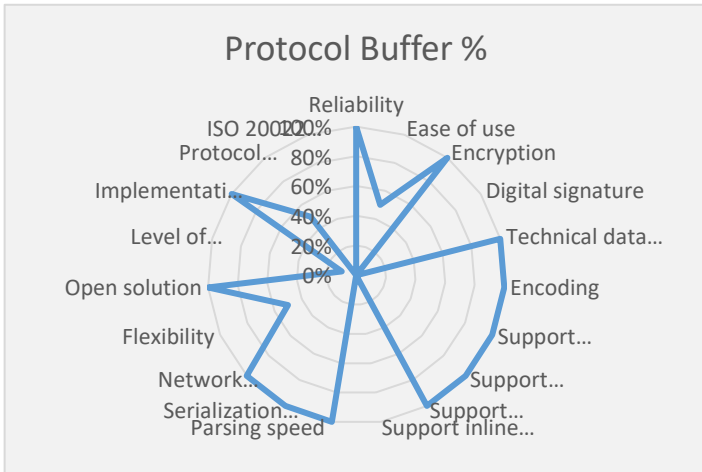 Protocol Buffer %
Reliability
Ease of use
Encryption
Digital signature
Technical data...
Encoding
Support...
Support...
Support...
Support inline...
Parsing speed
Serialization...
Network...
Flexibility
Open solution
Level of...
Implementati...
Protocol...
ISO 20022...
100%
80%
60%
40%
20%
0%